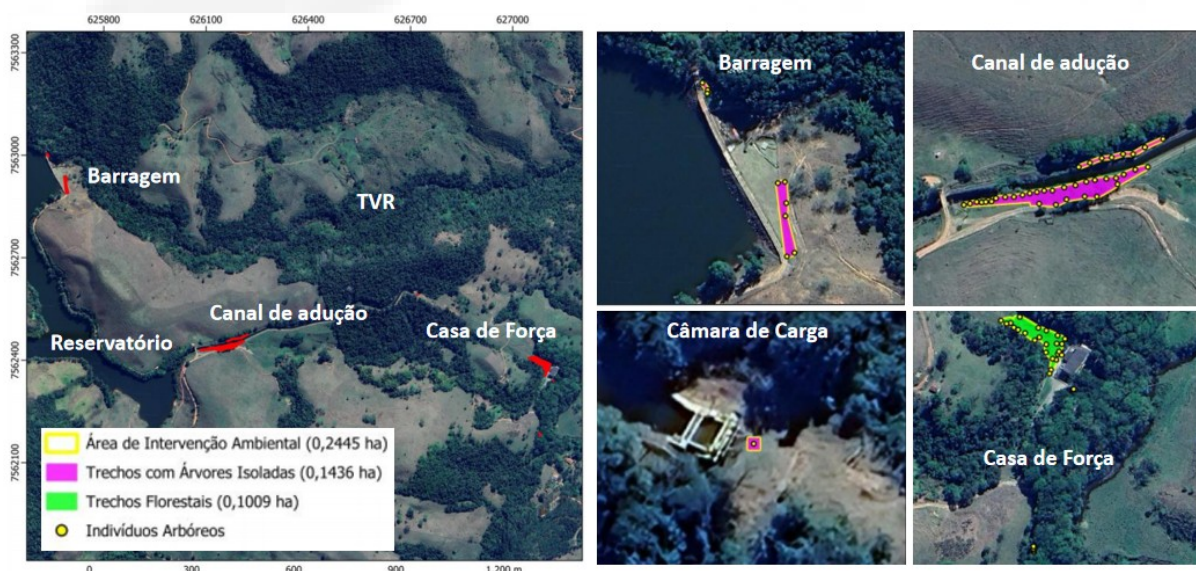 625800 626100 626400 626700 627000
7563300
7563000
7562700
7562400
7562100
Barragem
TVR
Canal de adução
Reservatório
Casa de Força
Área de Intervenção Ambiental (0,2445 ha)
Trechos com Árvores Isoladas (0,1436 ha)
Trechos Florestais (0,1009 ha)
Indivíduos Arbóreos
0 300 600 900 1.200 m
Barragem
Canal de adução
Câmara de Carga
Casa de Força